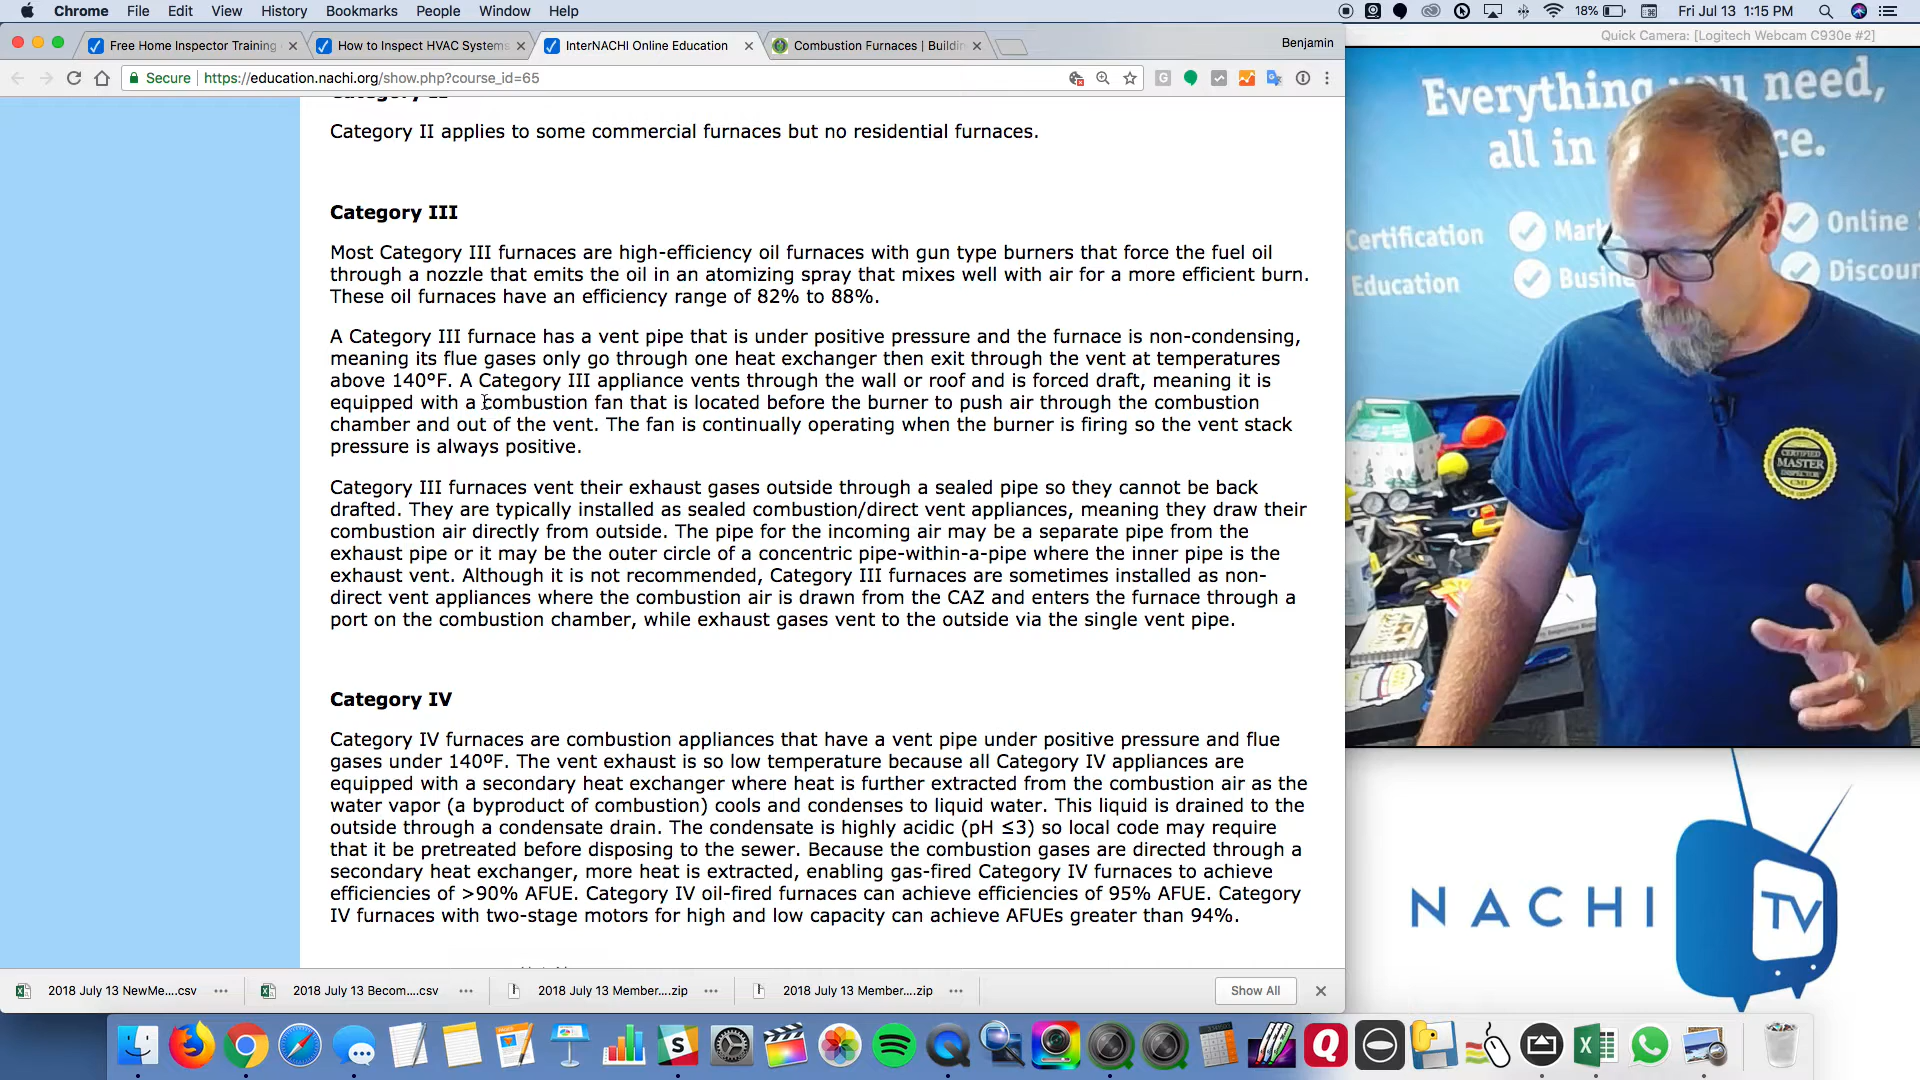 Chrome File Edit View History Bookmarks People Window Help
18% Fri Jul 13 1:15 PM
Quick Camera: [Logitech Webcam C930e #2]
Free Home Inspector Training
How to Inspect HVAC Systems
InterNACHI Online Education
Combustion Furnaces | Buildin
Benjamin
Secure https://education.nachi.org/show.php?course_id=65
Category II applies to some commercial furnaces but no residential furnaces.
Category III
Most Category III furnaces are high-efficiency oil furnaces with gun type burners that force the fuel oil
through a nozzle that emits the oil in an atomizing spray that mixes well with air for a more efficient burn.
These oil furnaces have an efficiency range of 82% to 88%.
A Category III furnace has a vent pipe that is under positive pressure and the furnace is non-condensing,
meaning its flue gases only go through one heat exchanger then exit through the vent at temperatures
above 140ºF. A Category III appliance vents through the wall or roof and is forced draft, meaning it is
equipped with a combustion fan that is located before the burner to push air through the combustion
chamber and out of the vent. The fan is continually operating when the burner is firing so the vent stack
pressure is always positive.
Category III furnaces vent their exhaust gases outside through a sealed pipe so they cannot be back
drafted. They are typically installed as sealed combustion/direct vent appliances, meaning they draw their
combustion air directly from outside. The pipe for the incoming air may be a separate pipe from the
exhaust pipe or it may be the outer circle of a concentric pipe-within-a-pipe where the inner pipe is the
exhaust vent. Although it is not recommended, Category III furnaces are sometimes installed as non-
direct vent appliances where the combustion air is drawn from the CAZ and enters the furnace through a
port on the combustion chamber, while exhaust gases vent to the outside via the single vent pipe.
Category IV
Category IV furnaces are combustion appliances that have a vent pipe under positive pressure and flue
gases under 140ºF. The vent exhaust is so low temperature because all Category IV appliances are
equipped with a secondary heat exchanger where heat is further extracted from the combustion air as the
water vapor (a byproduct of combustion) cools and condenses to liquid water. This liquid is drained to the
outside through a condensate drain. The condensate is highly acidic (pH ≤3) so local code may require
that it be pretreated before disposing to the sewer. Because the combustion gases are directed through a
secondary heat exchanger, more heat is extracted, enabling gas-fired Category IV furnaces to achieve
efficiencies of >90% AFUE. Category IV oil-fired furnaces can achieve efficiencies of 95% AFUE. Category
IV furnaces with two-stage motors for high and low capacity can achieve AFUEs greater than 94%.
2018 July 13 NewMe....csv
2018 July 13 Becom....csv
2018 July 13 Member....zip
2018 July 13 Member....zip
Show All
Everything you need,
all in ce.
Certification Mark Online
Education Busin Discoun
CERTIFIED
MASTER
INSPECTOR
CMI
NACHI TV